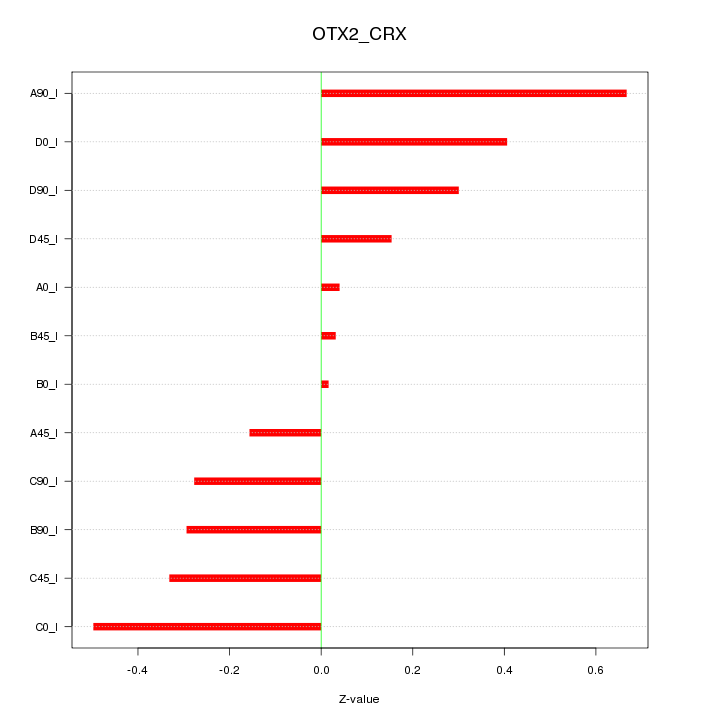 OTX2_CRX
A90_I
D0_I
D90_I
D45_I
A0_I
B45_I
B0_I
A45_I
C90_I
B90_I
C45_I
C0_I
-0.4 -0.2 0.0 0.2 0.4 0.6
Z-value